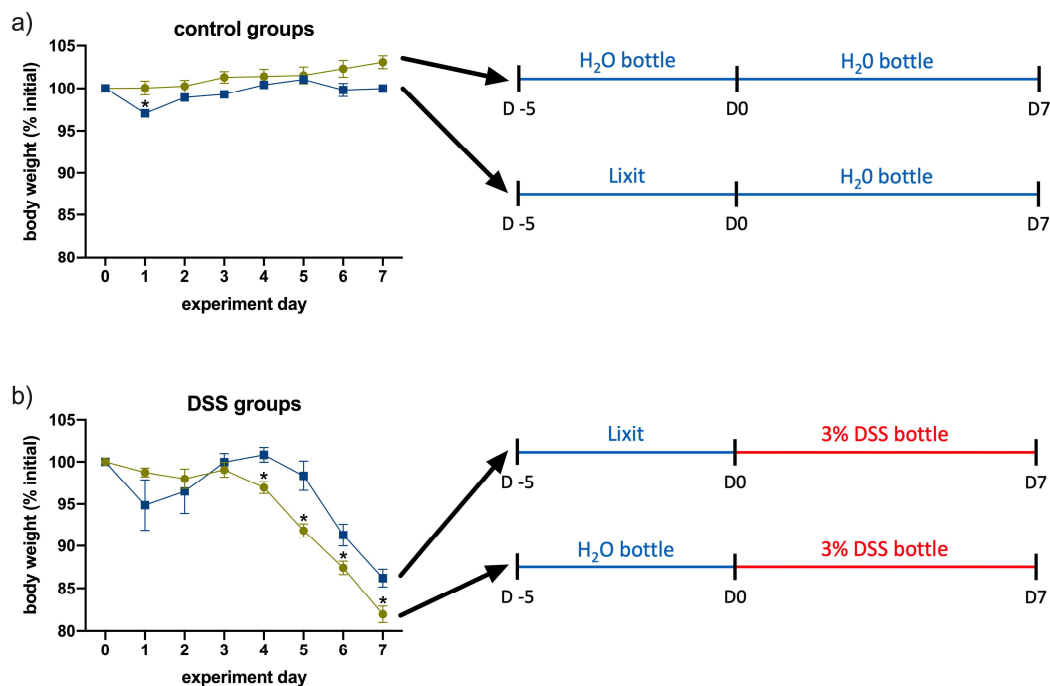 a)
control groups
body weight (% initial)
105
100
95
90
85
80
*
0 1 2 3 4 5 6 7
experiment day
H₂O bottle H₂0 bottle
D -5 D0 D7
Lixit H₂0 bottle
D -5 D0 D7
b)
DSS groups
body weight (% initial)
105
100
95
90
85
80
*
*
*
*
0 1 2 3 4 5 6 7
experiment day
Lixit 3% DSS bottle
D -5 D0 D7
H₂O bottle 3% DSS bottle
D -5 D0 D7